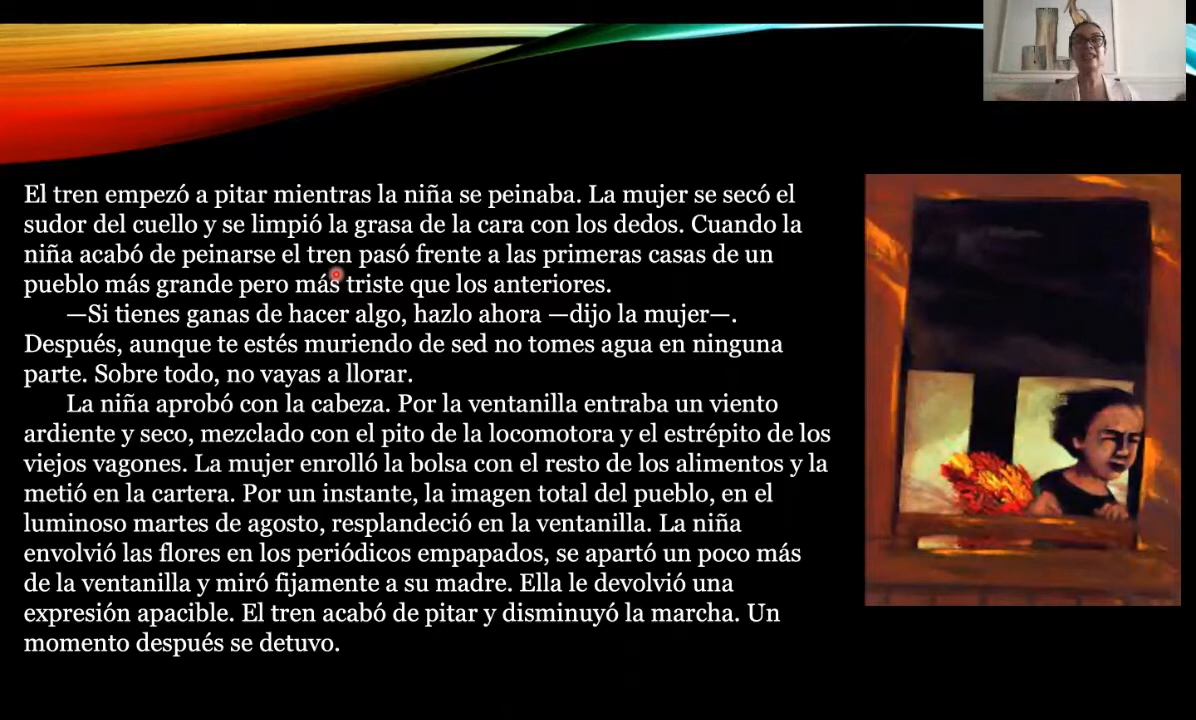 El tren empezó a pitar mientras la niña se peinaba. La mujer se secó el
sudor del cuello y se limpió la grasa de la cara con los dedos. Cuando la
niña acabó de peinarse el tren pasó frente a las primeras casas de un
pueblo más grande pero más triste que los anteriores.
—Si tienes ganas de hacer algo, hazlo ahora —dijo la mujer—.
Después, aunque te estés muriendo de sed no tomes agua en ninguna
parte. Sobre todo, no vayas a llorar.
La niña aprobó con la cabeza. Por la ventanilla entraba un viento
ardiente y seco, mezclado con el pito de la locomotora y el estrépito de los
viejos vagones. La mujer enrolló la bolsa con el resto de los alimentos y la
metió en la cartera. Por un instante, la imagen total del pueblo, en el
luminoso martes de agosto, resplandeció en la ventanilla. La niña
envolvió las flores en los periódicos empapados, se apartó un poco más
de la ventanilla y miró fijamente a su madre. Ella le devolvió una
expresión apacible. El tren acabó de pitar y disminuyó la marcha. Un
momento después se detuvo.